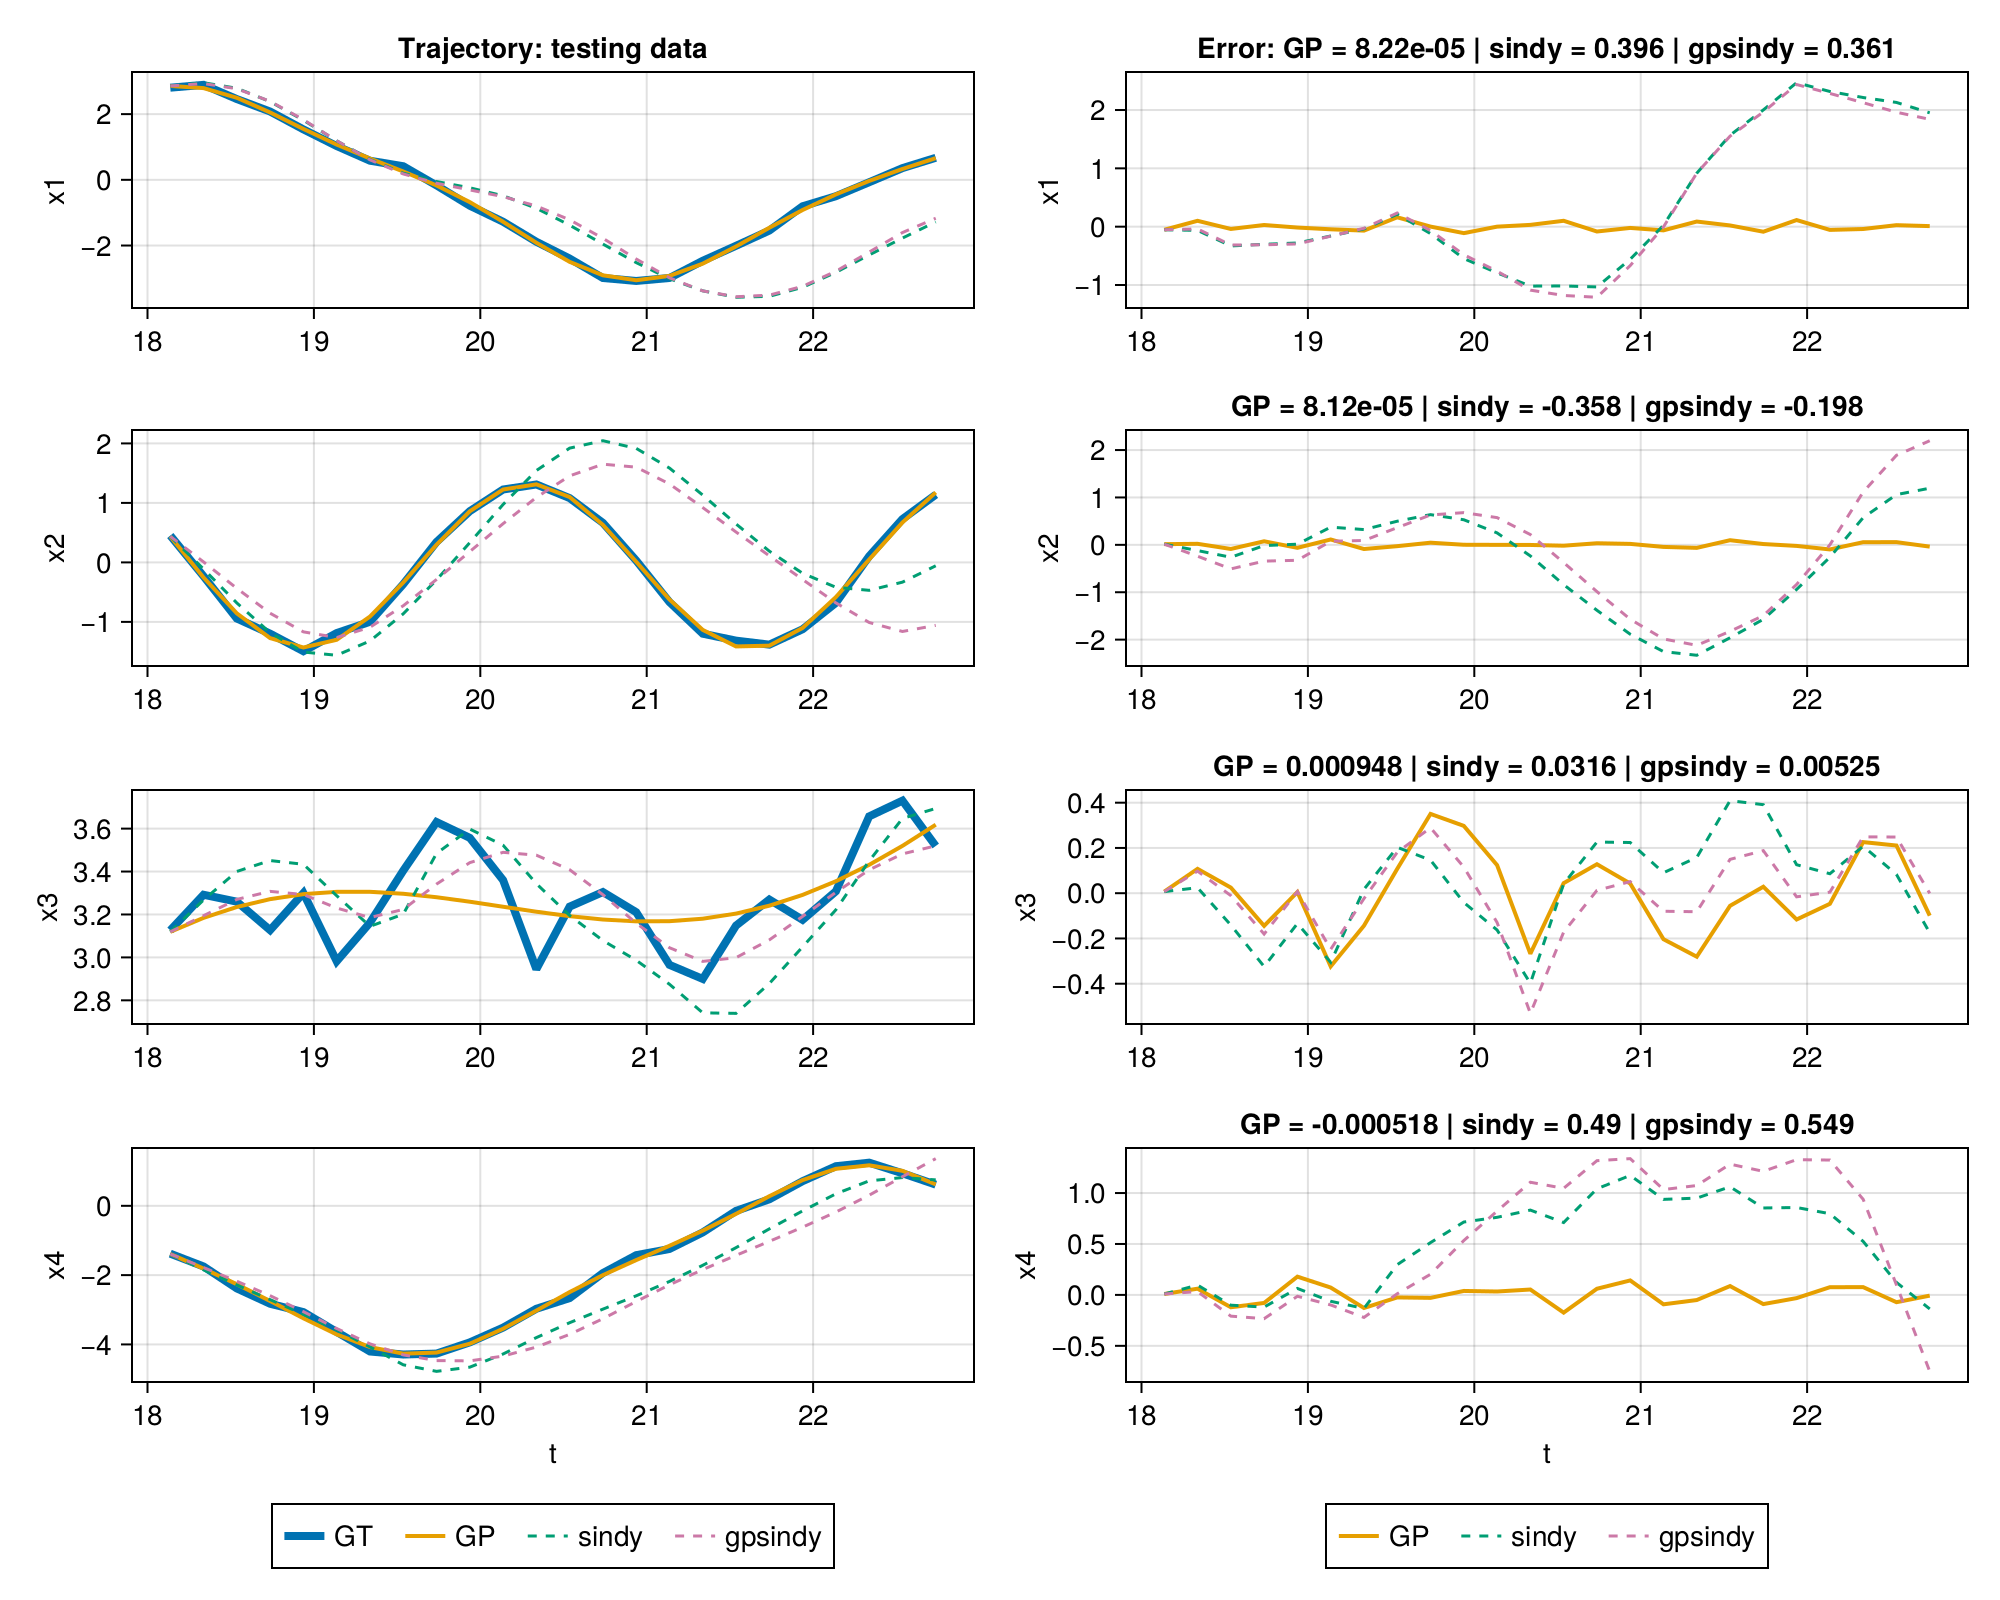 Trajectory: testing data
Error: GP = 8.22e-05 | sindy = 0.396 | gpsindy = 0.361
x1
2
0
−2
18 19 20 21 22
x1
2
1
0
−1
18 19 20 21 22
GP = 8.12e-05 | sindy = -0.358 | gpsindy = -0.198
x2
2
1
0
−1
18 19 20 21 22
x2
2
1
0
−1
−2
18 19 20 21 22
GP = 0.000948 | sindy = 0.0316 | gpsindy = 0.00525
x3
3.6
3.4
3.2
3.0
2.8
18 19 20 21 22
x3
0.4
0.2
0.0
−0.2
−0.4
18 19 20 21 22
GP = -0.000518 | sindy = 0.49 | gpsindy = 0.549
x4
0
−2
−4
18 19 20 21 22
t
x4
1.0
0.5
0.0
−0.5
18 19 20 21 22
t
GT GP sindy gpsindy
GP sindy gpsindy